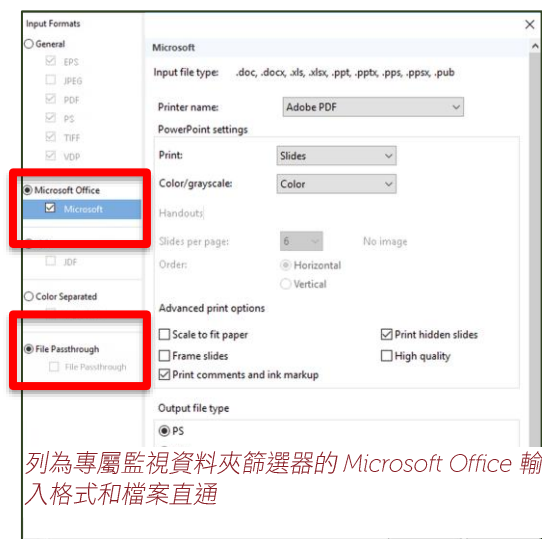 Input Formats
General
EPS
JPEG
PDF
PS
TIFF
VDP
Microsoft Office
Microsoft
JDF
Color Separated
File Passthrough
File Passthrough
Microsoft
Input file type: .doc, .docx, .xls, .xlsx, .ppt, .pptx, .pps, .ppsx, .pub
Printer name: Adobe PDF
PowerPoint settings
Print: Slides
Color/grayscale: Color
Handouts
Slides per page: 6 No image
Order: Horizontal
Vertical
Advanced print options
Scale to fit paper Print hidden slides
Frame slides High quality
Print comments and ink markup
Output file type
PS
列為專屬監視資料夾篩選器的 Microsoft Office 輸
入格式和檔案直通